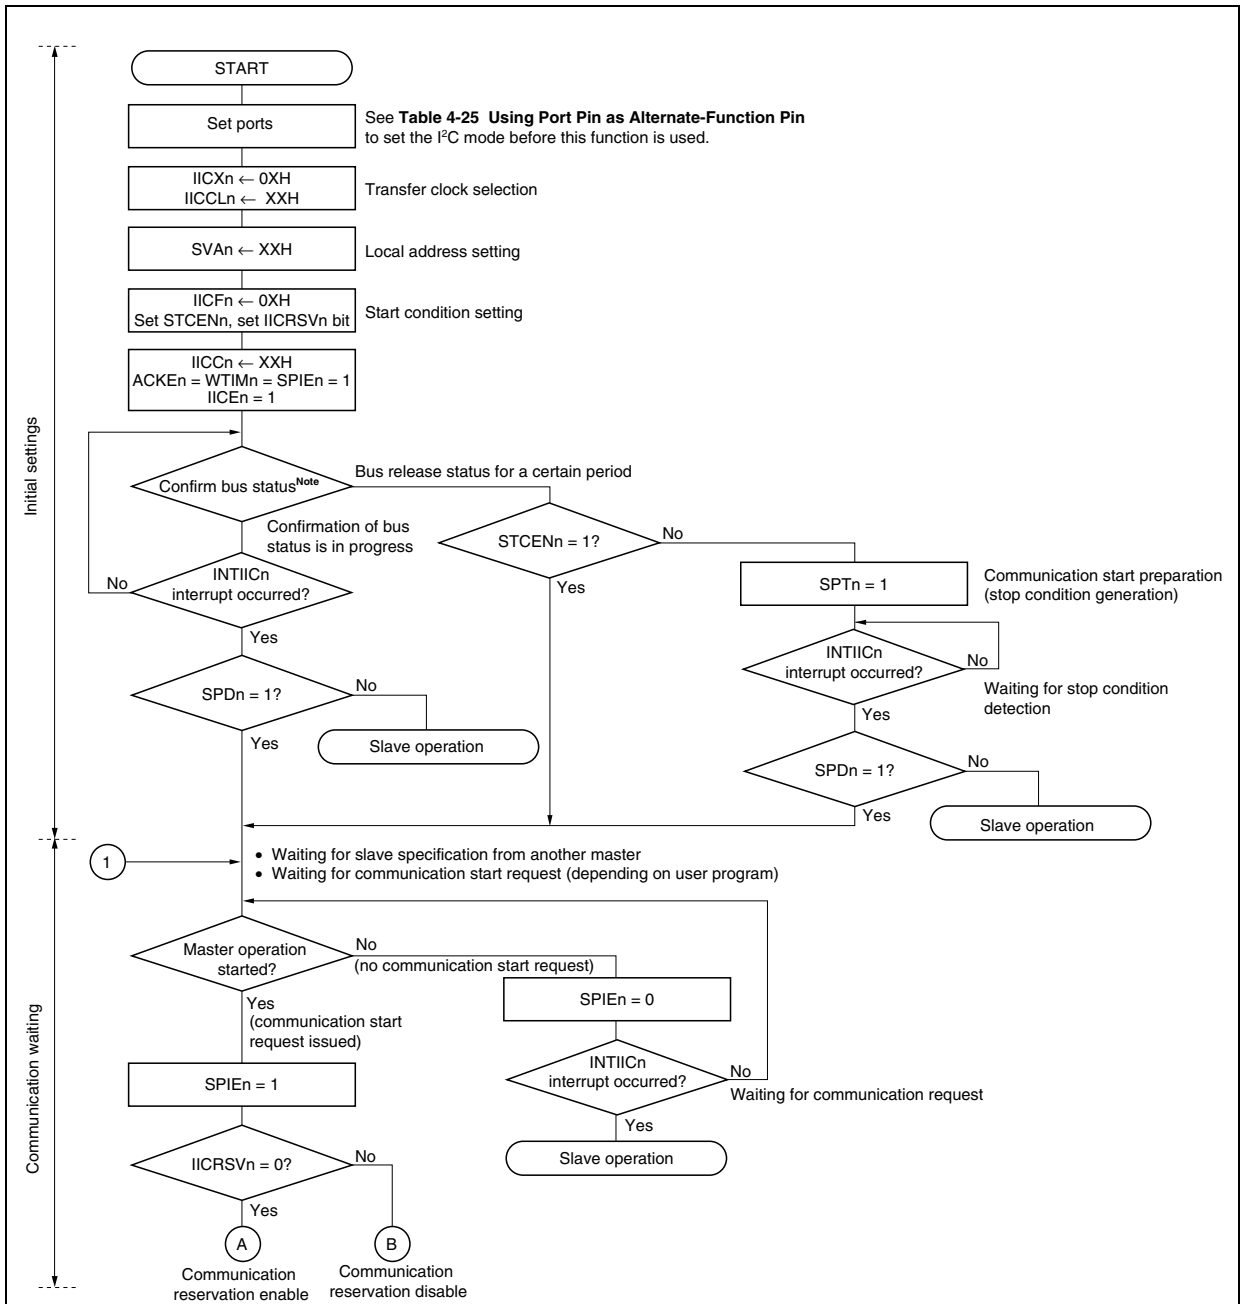 START
Set ports
See Table 4-25 Using Port Pin as Alternate-Function Pin
to set the I²C mode before this function is used.
IICXn ← 0XH
IICCLn ← XXH
Transfer clock selection
SVAn ← XXH
Local address setting
IICFn ← 0XH
Set STCENn, set IICRSVn bit
Start condition setting
IICCn ← XXH
ACKEn = WTIMn = SPIEn = 1
IICEn = 1
Initial settings
Confirm bus statusNote
Bus release status for a certain period
Confirmation of bus
status is in progress
STCENn = 1?
No
Yes
SPTn = 1
Communication start preparation
(stop condition generation)
INTIICn
interrupt occurred?
No
Yes
INTIICn
interrupt occurred?
No
Waiting for stop condition
detection
Yes
SPDn = 1?
No
Yes
Slave operation
SPDn = 1?
No
Yes
Slave operation
1
• Waiting for slave specification from another master
• Waiting for communication start request (depending on user program)
Communication waiting
Master operation
started?
No
(no communication start request)
Yes
(communication start
request issued)
SPIEn = 0
INTIICn
interrupt occurred?
No
Waiting for communication request
Yes
Slave operation
SPIEn = 1
IICRSVn = 0?
No
Yes
A
Communication
reservation enable
B
Communication
reservation disable